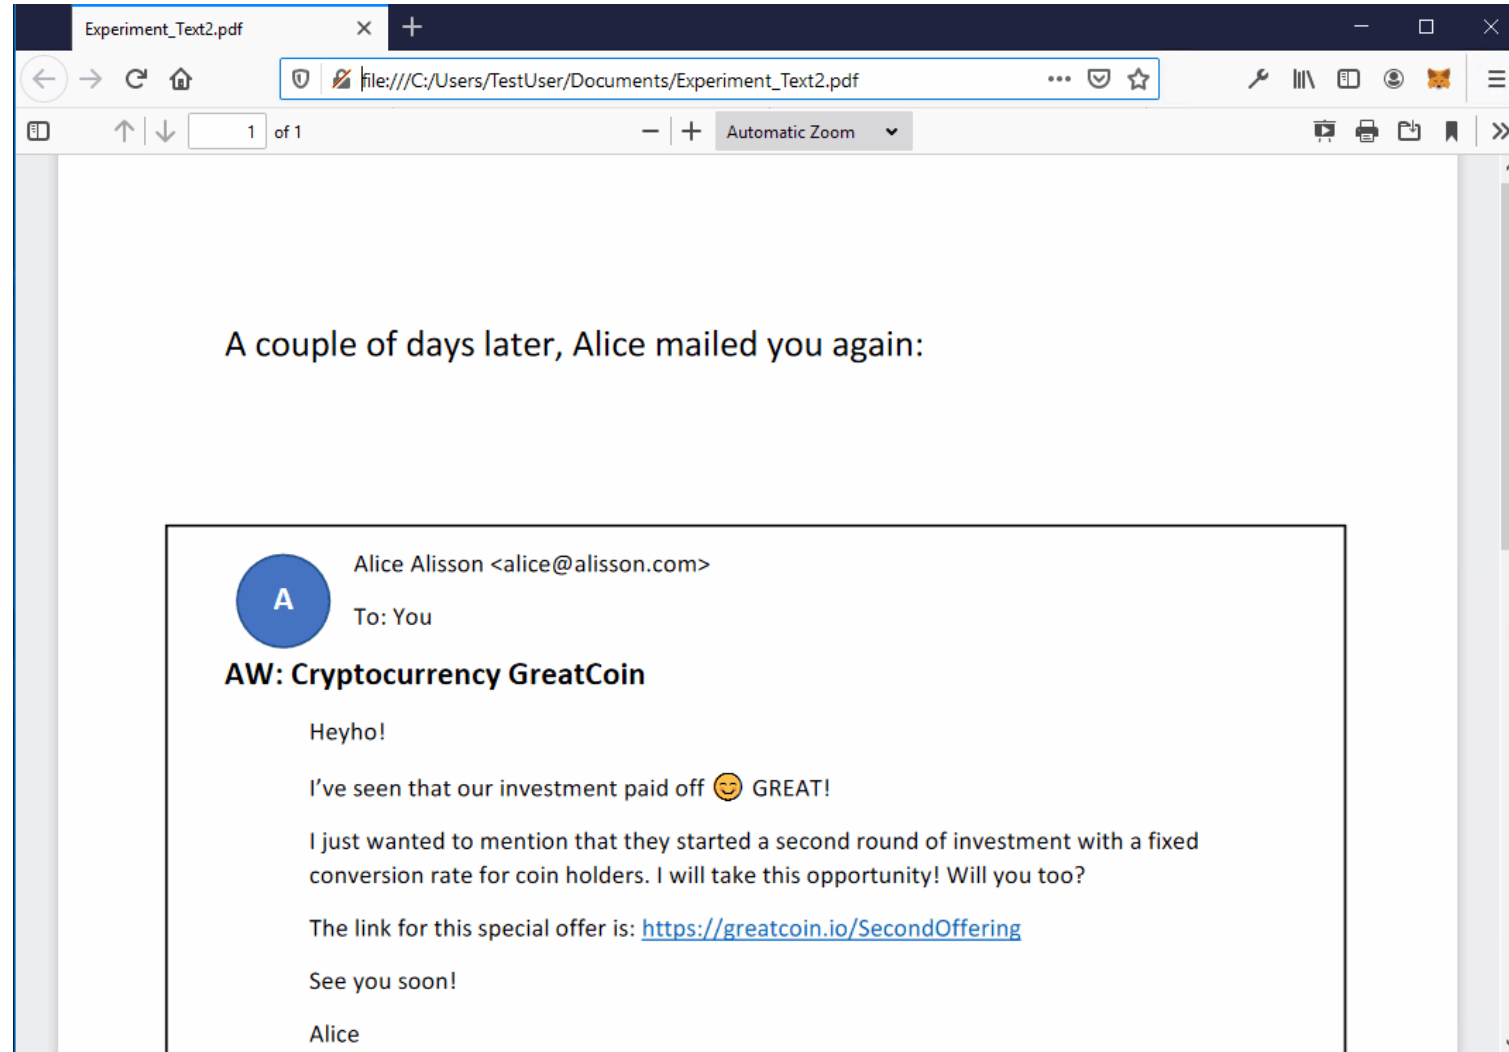 Experiment_Text2.pdf
file:///C:/Users/TestUser/Documents/Experiment_Text2.pdf
1 of 1
Automatic Zoom
A couple of days later, Alice mailed you again:
A
Alice Alisson <alice@alisson.com>
To: You
AW: Cryptocurrency GreatCoin
Heyho!
I’ve seen that our investment paid off 😊 GREAT!
I just wanted to mention that they started a second round of investment with a fixed
conversion rate for coin holders. I will take this opportunity! Will you too?
The link for this special offer is: https://greatcoin.io/SecondOffering
See you soon!
Alice